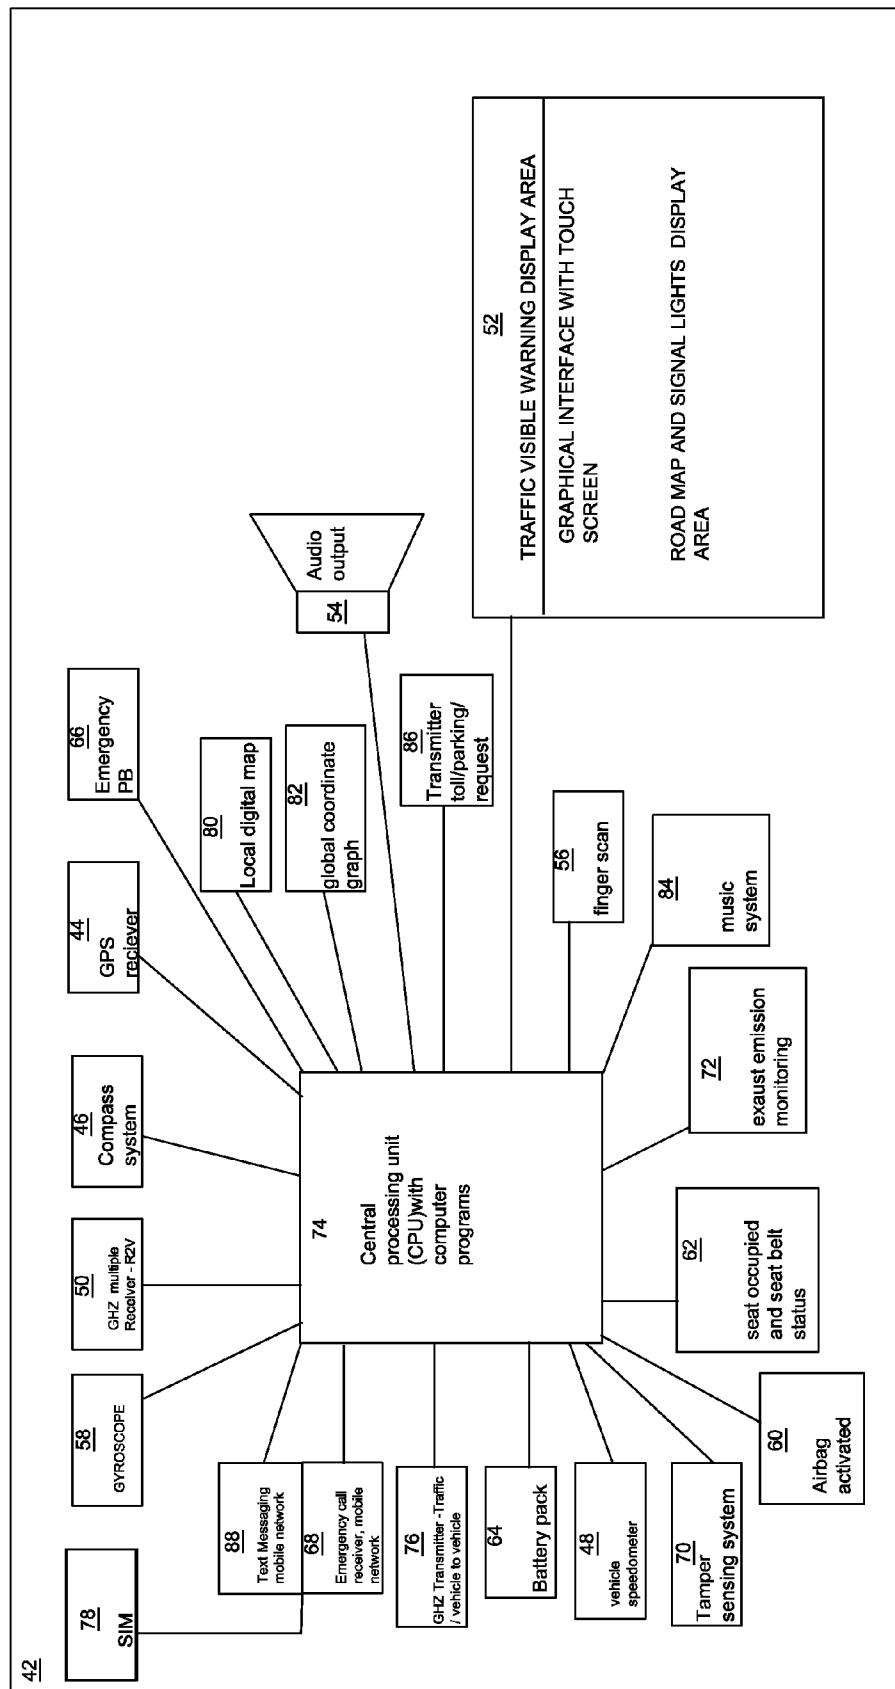 42
78
SIM
58
GYROSCOPE
50
GHZ multiple
Receiver - R2V
46
Compass
system
44
GPS
reciever
66
Emergency
PB
88
Text Messaging
mobile network
68
Emergency call
receiver, mobile
network
76
GHZ Transmitter -Traffic
/ vehicle to vehicle
64
Battery pack
48
vehicle
speedometer
70
Tamper
sensing system
74
Central
processing unit
(CPU)with
computer
programs
80
Local digital map
82
global coordinate
graph
54
Audio
output
86
Transmitter
toll/parking/
request
56
finger scan
84
music
system
72
exaust emission
monitoring
62
seat occupied
and seat belt
status
60
Airbag
activated
52
TRAFFIC VISIBLE WARNING DISPLAY AREA
GRAPHICAL INTERFACE WITH TOUCH
SCREEN
ROAD MAP AND SIGNAL LIGHTS DISPLAY
AREA